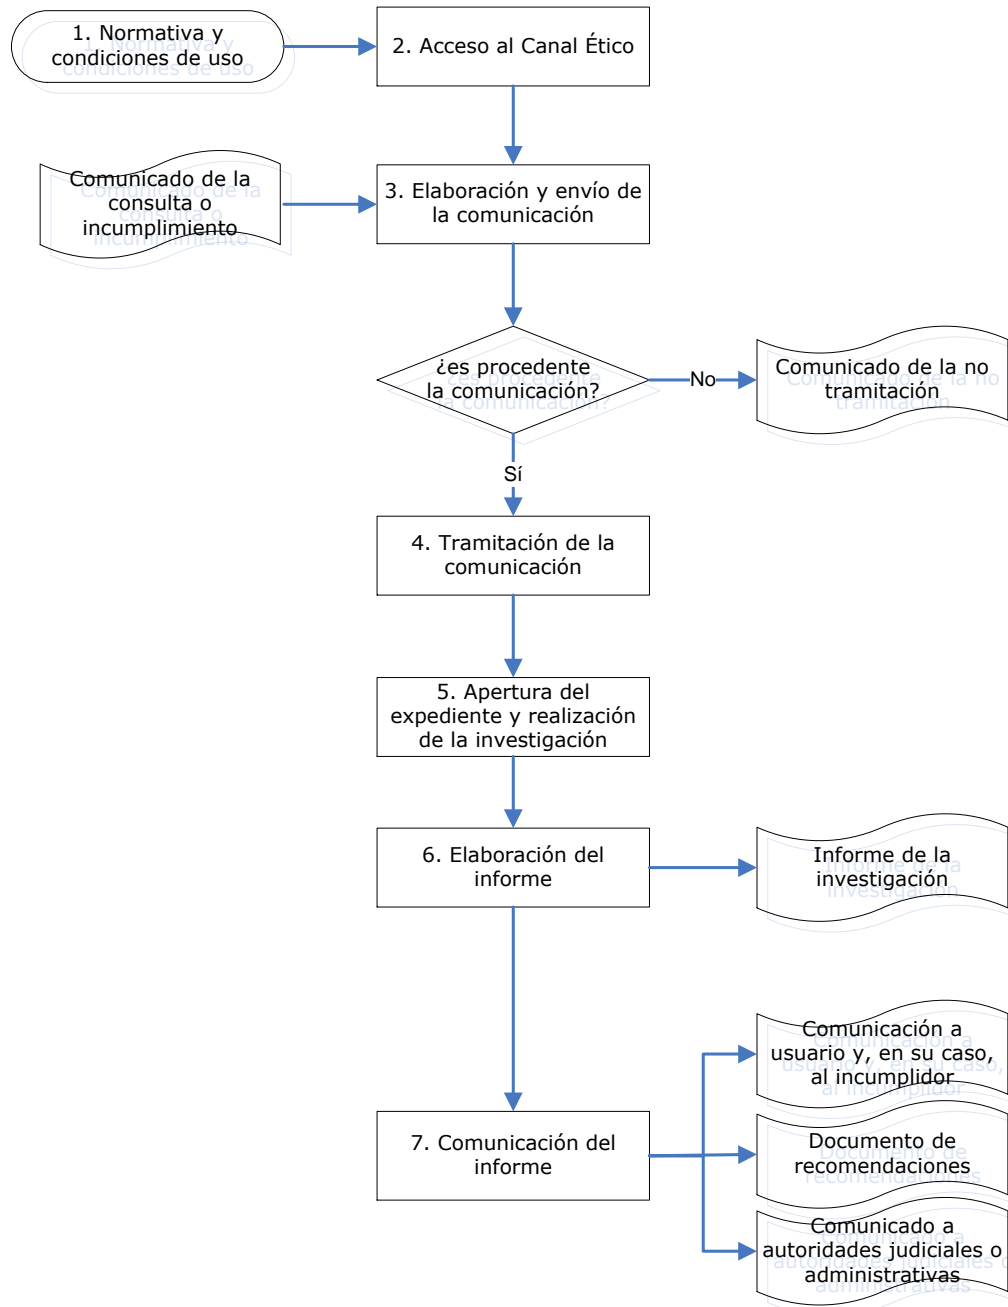 1. Normativa y
condiciones de uso
2. Acceso al Canal Ético
Comunicado de la
consulta o
incumplimiento
3. Elaboración y envío de
la comunicación
¿es procedente
la comunicación?
No
Comunicado de la no
tramitación
Sí
4. Tramitación de la
comunicación
5. Apertura del
expediente y realización
de la investigación
6. Elaboración del
informe
Informe de la
investigación
Comunicación a
usuario y, en su caso,
al incumplidor
7. Comunicación del
informe
Documento de
recomendaciones
Comunicado a
autoridades judiciales o
administrativas